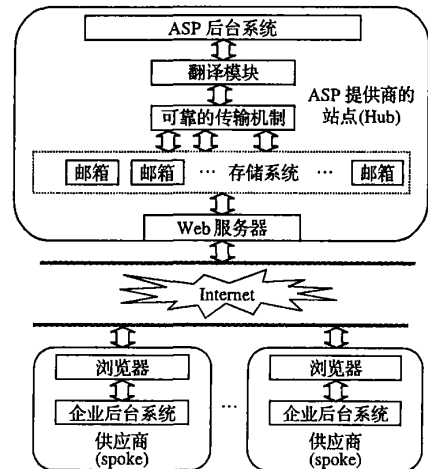 ASP 后台系统
翻译模块
可靠的传输机制
ASP 提供商的
站点(Hub)
邮箱 邮箱 … 存储系统 … 邮箱
Web 服务器
Internet
浏览器 浏览器
企业后台系统 … 企业后台系统
供应商 供应商
(spoke) (spoke)